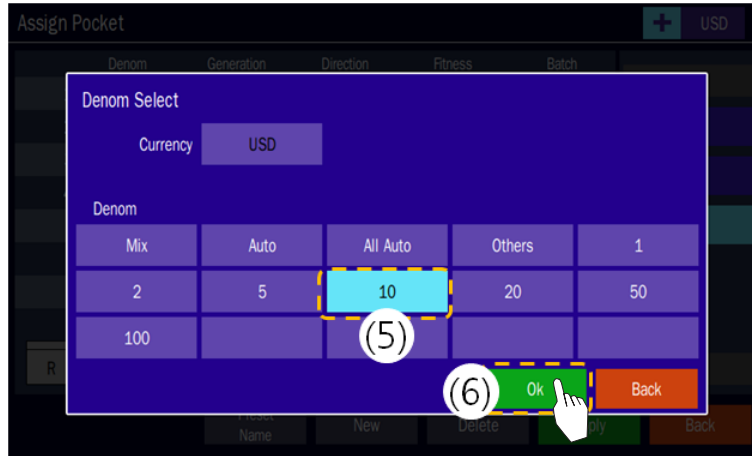 Assign Pocket + USD
Denom Generation Direction Fitness Batch
Denom Select
Currency USD
Denom
Mix Auto All Auto Others 1
2 5 10 20 50
100 (5)
R
(6) Ok Back
Preset
Name New Delete Apply Back